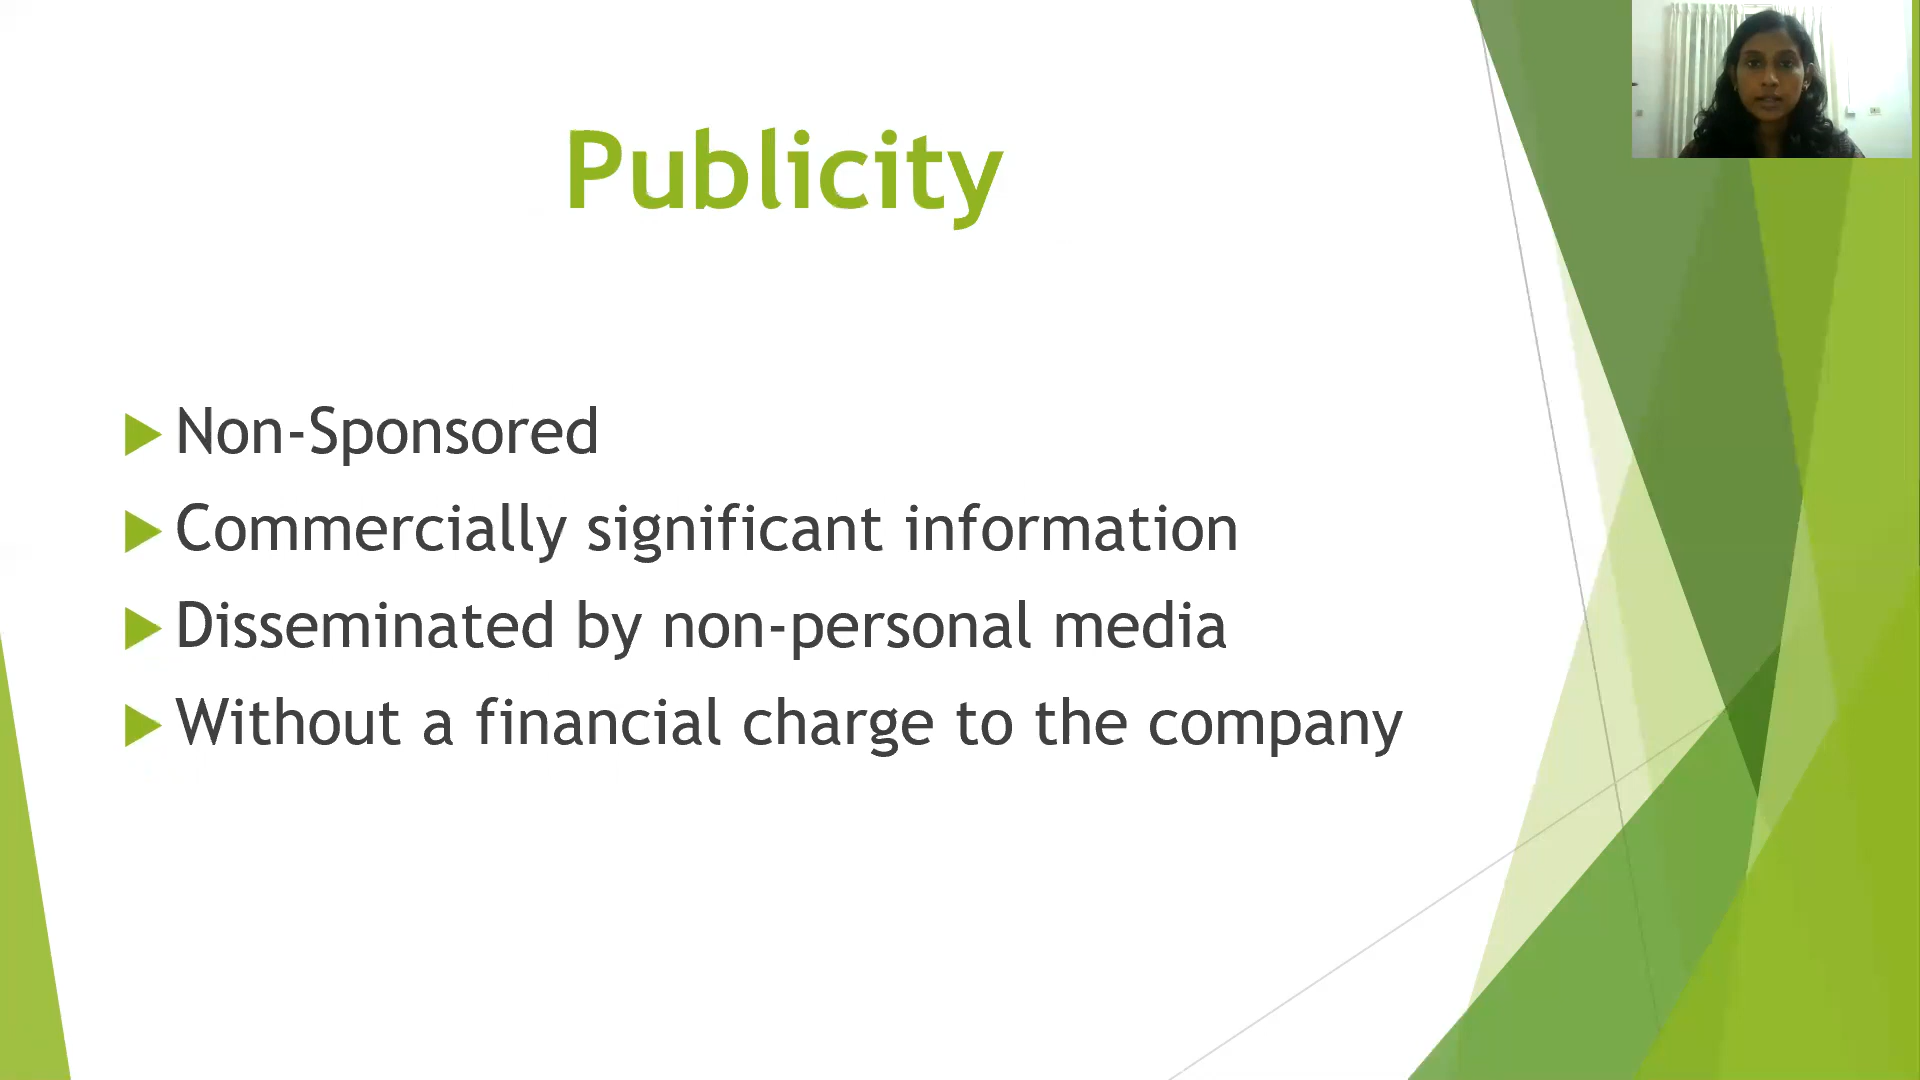 Publicity
Non-Sponsored
Commercially significant information
Disseminated by non-personal media
Without a financial charge to the company